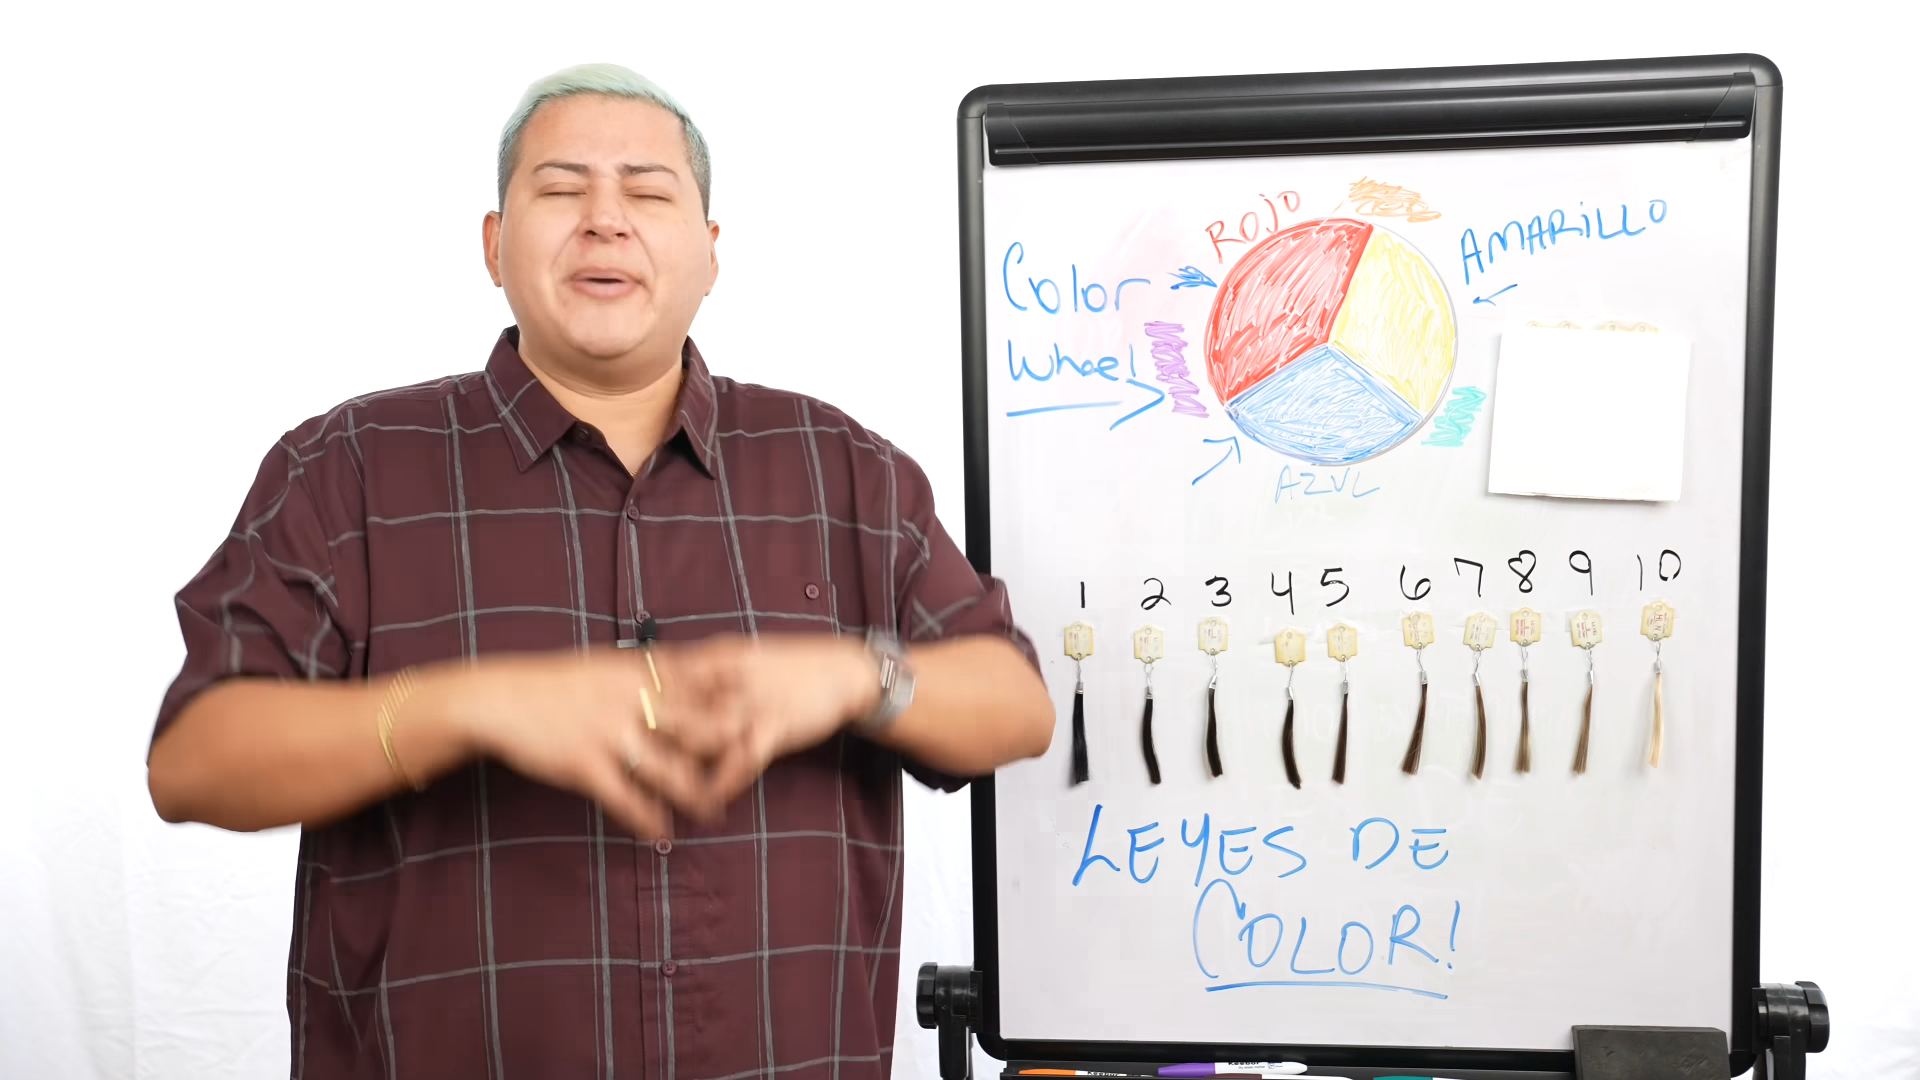 ROJO
AMARILLO
Color
Wheel
AZUL
1 2 3 4 5 6 7 8 9 10
LEYES DE
COLOR!